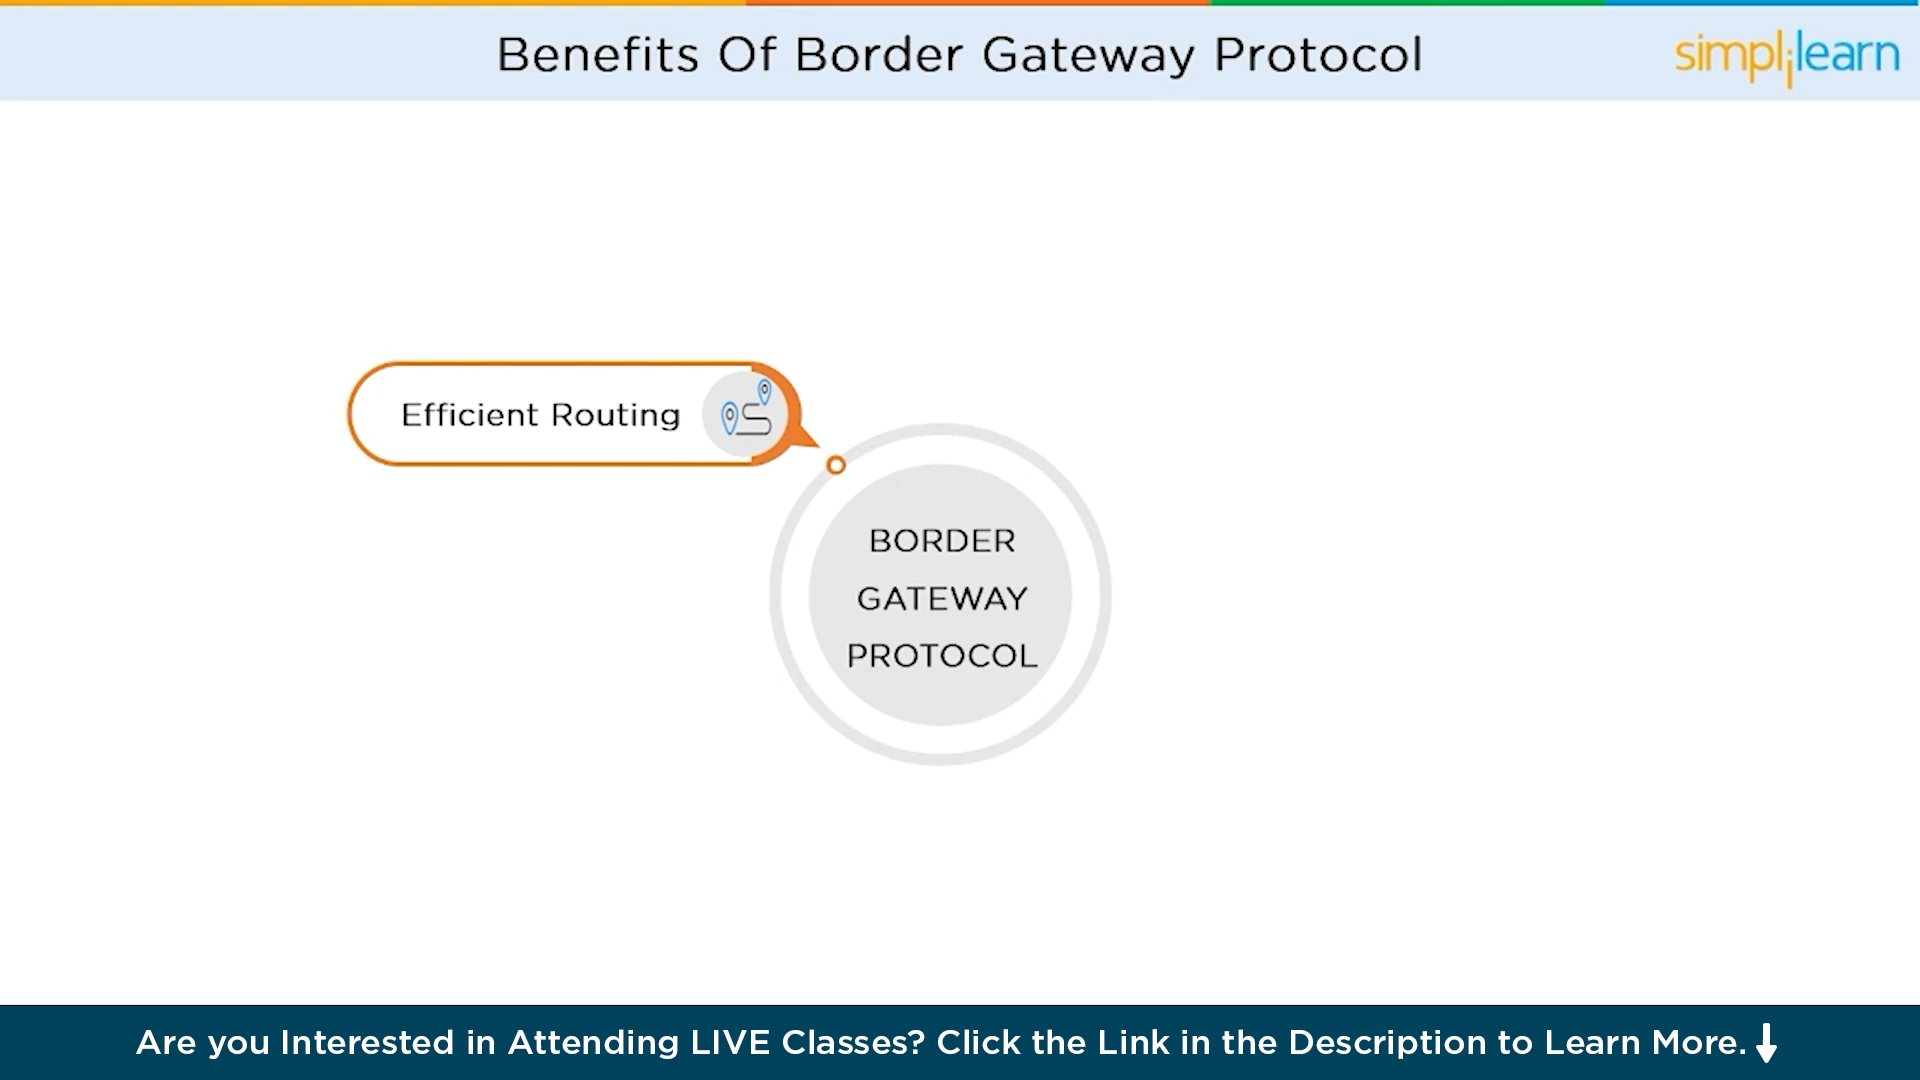 Benefits Of Border Gateway Protocol
simplilearn
Efficient Routing
BORDER
GATEWAY
PROTOCOL
Are you Interested in Attending LIVE Classes? Click the Link in the Description to Learn More.